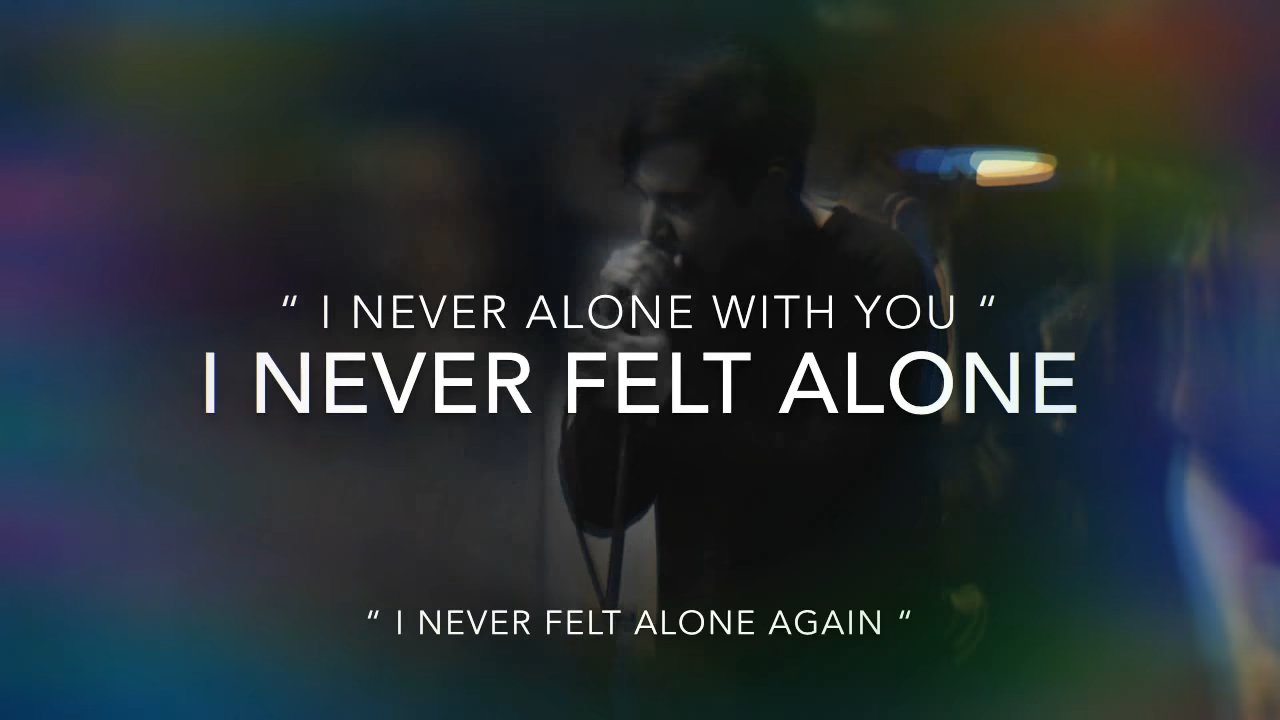 “ I NEVER ALONE WITH YOU “
I NEVER FELT ALONE
“ I NEVER FELT ALONE AGAIN “